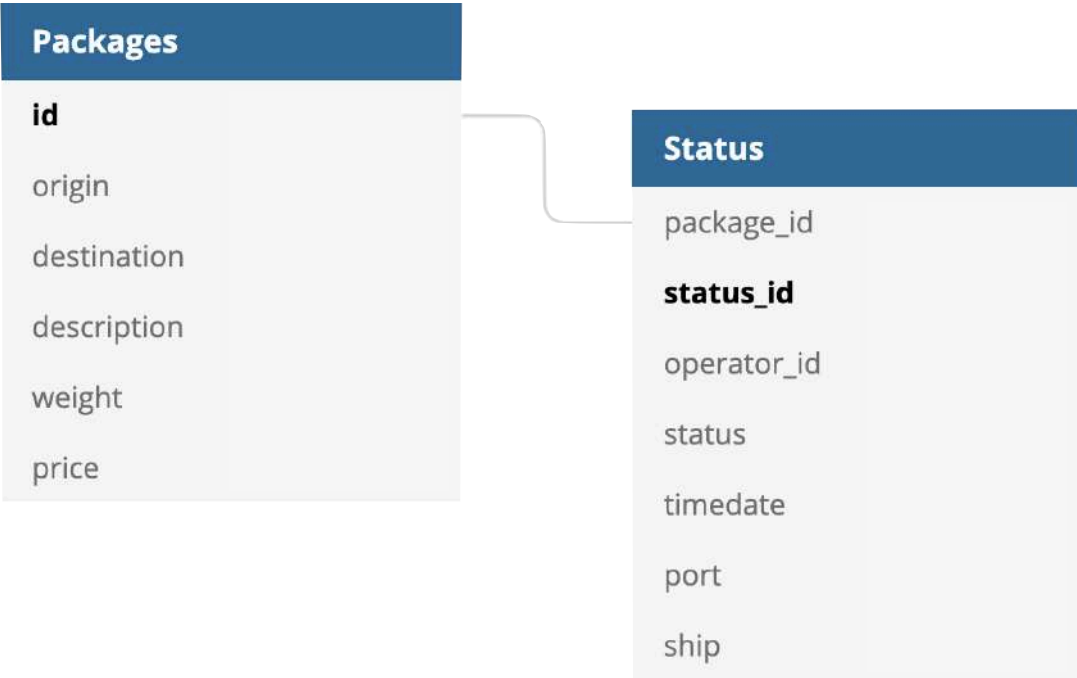 Packages
id
origin
destination
description
weight
price
Status
package_id
status_id
operator_id
status
timedate
port
ship